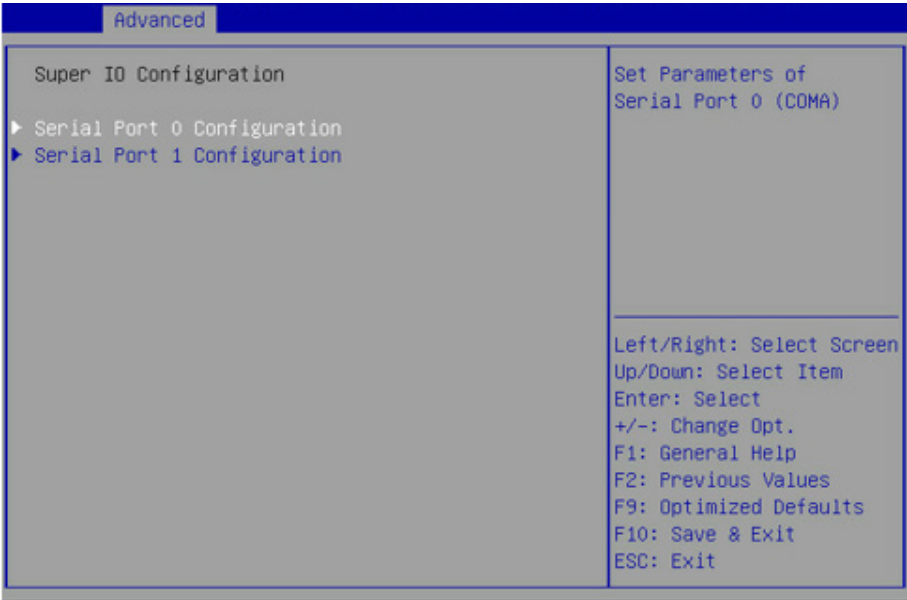 Advanced
Super IO Configuration
Serial Port 0 Configuration
Serial Port 1 Configuration
Set Parameters of
Serial Port 0 (COMA)
Left/Right: Select Screen
Up/Down: Select Item
Enter: Select
+/-: Change Opt.
F1: General Help
F2: Previous Values
F9: Optimized Defaults
F10: Save & Exit
ESC: Exit